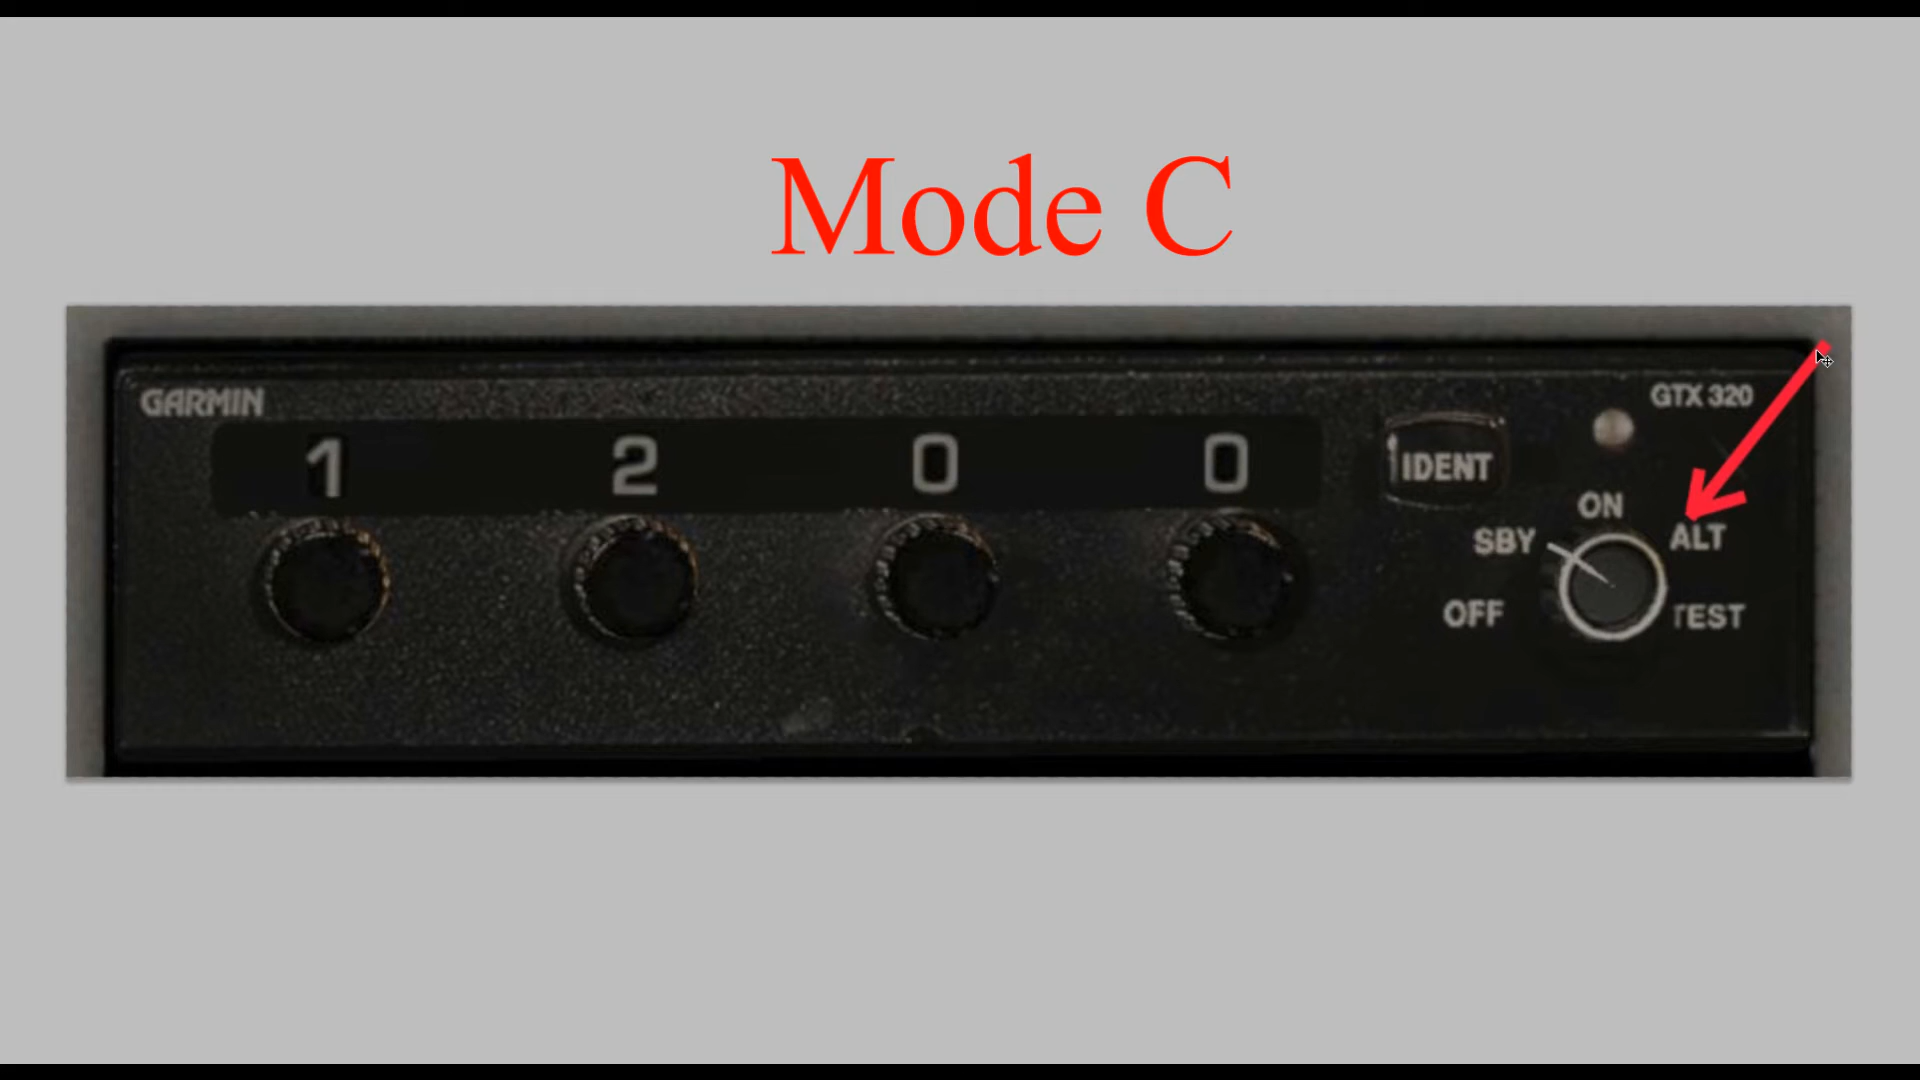 Mode C
GARMIN
GTX 320
1 2 0 0
IDENT
ON
SBY
ALT
OFF
TEST